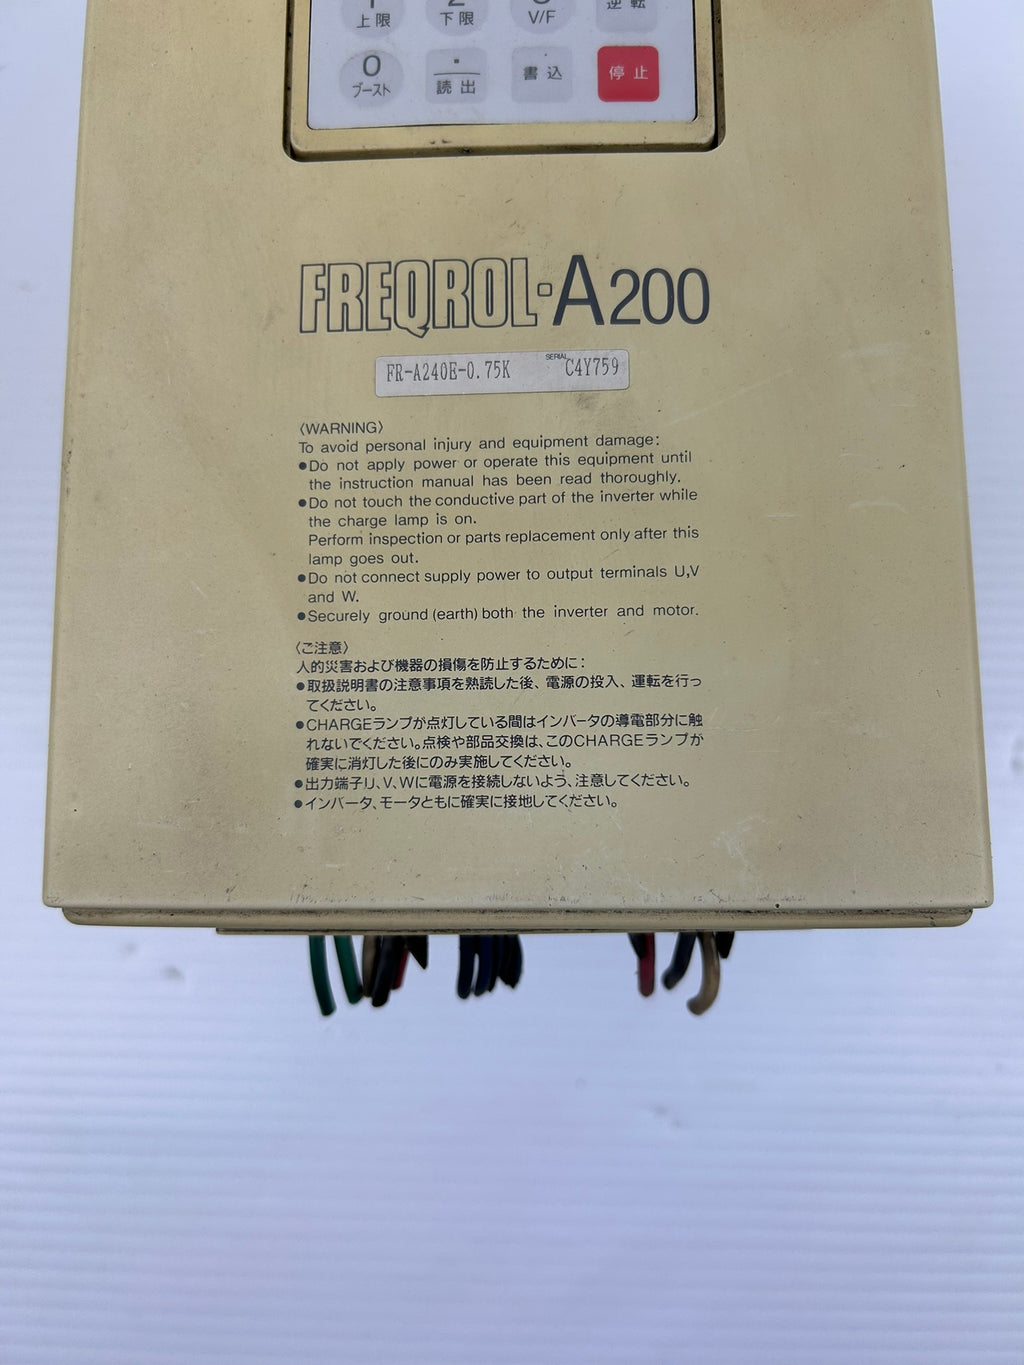 1 2 3 逆転
上限 下限 V/F
0 · 書込 停止
ブースト 読出
FREQROL-A200
FR-A240E-0.75K SERIAL C4Y759
〈WARNING〉
To avoid personal injury and equipment damage:
●Do not apply power or operate this equipment until
the instruction manual has been read thoroughly.
●Do not touch the conductive part of the inverter while
the charge lamp is on.
Perform inspection or parts replacement only after this
lamp goes out.
●Do not connect supply power to output terminals U,V
and W.
●Securely ground (earth) both the inverter and motor.
〈ご注意〉
人的災害および機器の損傷を防止するために:
●取扱説明書の注意事項を熟読した後、電源の投入、運転を行っ
てください。
●CHARGEランプが点灯している間はインバータの導電部分に触
れないでください。点検や部品交換は、このCHARGEランプが
確実に消灯した後にのみ実施してください。
●出力端子U、V、Wに電源を接続しないよう、注意してください。
●インバータ、モータともに確実に接地してください。